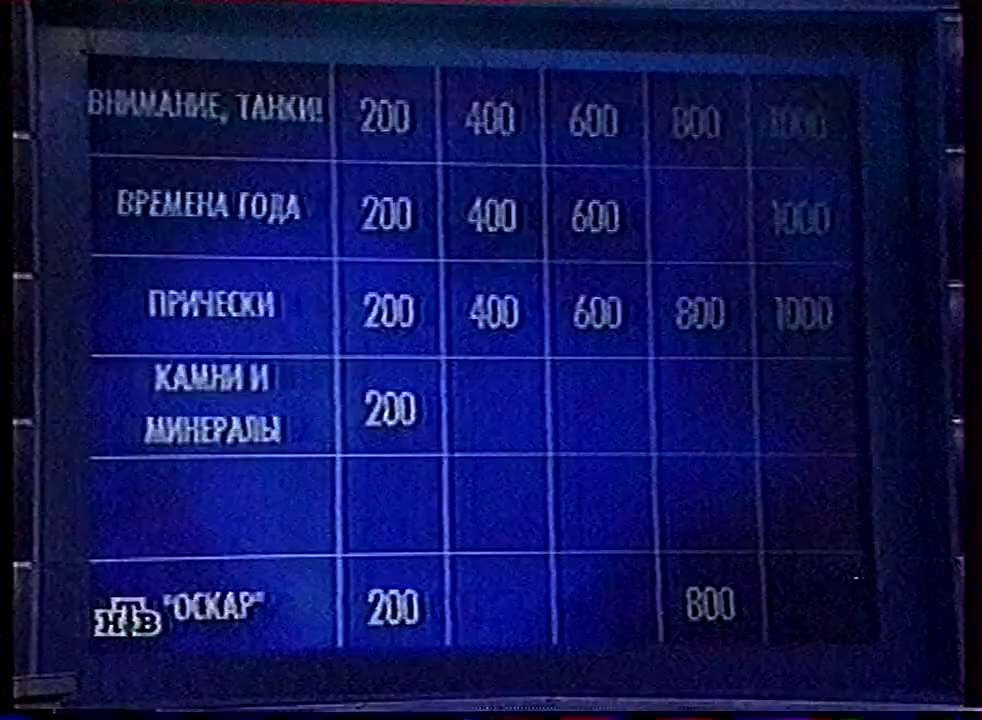 ВНИМАНИЕ, ТАНКИ! 200 400 600 800 1000
ВРЕМЕНА ГОДА 200 400 600 1000
ПРИЧЕСКИ 200 400 600 800 1000
КАМНИ И
МИНЕРАЛЫ 200
"ОСКАР" 200 800
НТВ